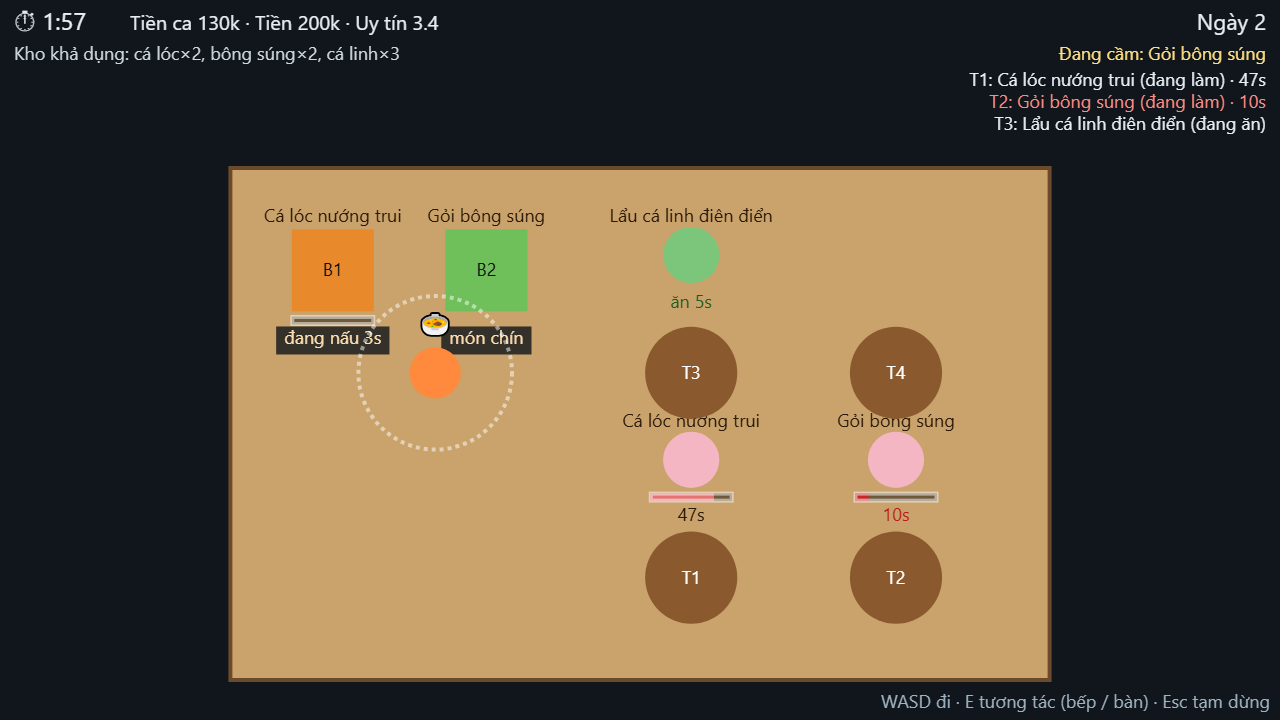 1:57 Tiền ca 130k · Tiền 200k · Uy tín 3.4 Ngày 2
Kho khả dụng: cá lóc×2, bông súng×2, cá linh×3
Đang cầm: Gỏi bông súng
T1: Cá lóc nướng trui (đang làm) · 47s
T2: Gỏi bông súng (đang làm) · 10s
T3: Lẩu cá linh điên điển (đang ăn)
Cá lóc nướng trui Gỏi bông súng Lẩu cá linh điên điển
B1 B2
ăn 5s
đang nấu 3s món chín
T3 T4
Cá lóc nướng trui Gỏi bông súng
47s 10s
T1 T2
WASD đi · E tương tác (bếp / bàn) · Esc tạm dừng